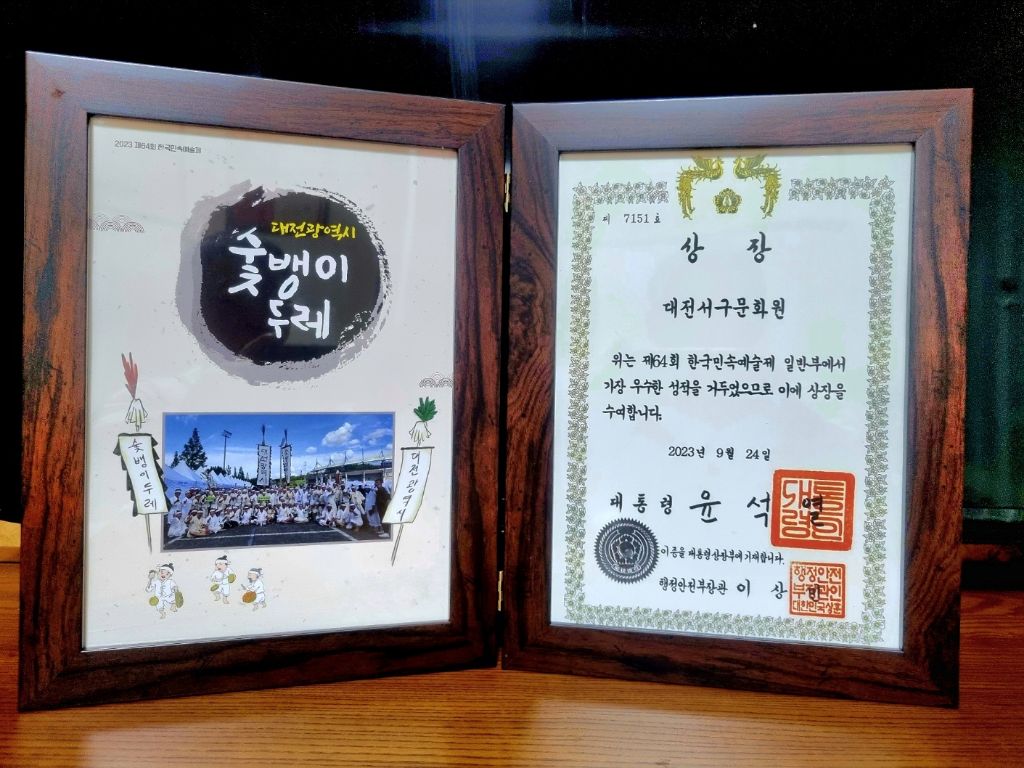 2023 제64회 한국민속예술제
대전광역시
숯뱅이
두레
숯뱅이두레
대전광역시
제 7151 호
상 장
대전서구문화원
위는 제64회 한국민속예술제 일반부에서
가장 우수한 성적을 거두었으므로 이에 상장을
수여합니다.
2023년 9월 24일
대통령 윤석열
이 증을 대통령상장부에 기재합니다.
행정안전부장관 이상민